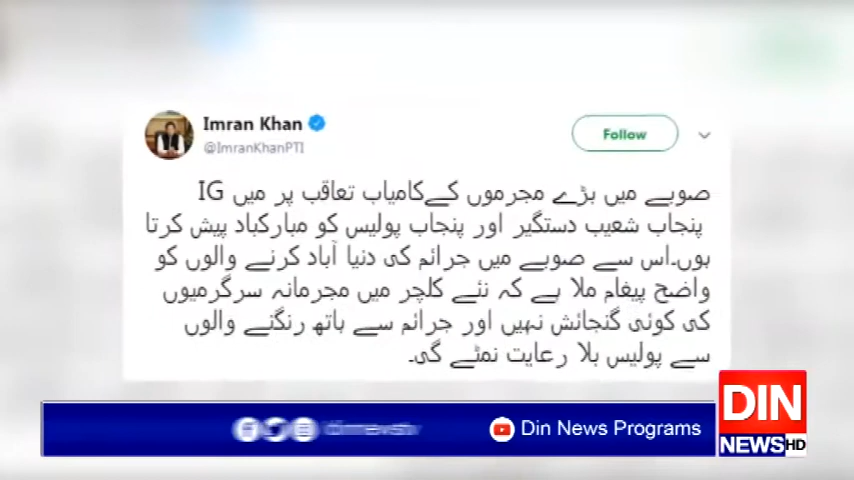 Imran Khan
@ImranKhanPTI
Follow
صوبے میں بڑے مجرموں کےکامیاب تعاقب پر میں IG
پنجاب شعیب دستگیر اور پنجاب پولیس کو مبارکباد پیش کرتا
ہوں۔اس سے صوبے میں جرائم کی دنیا آباد کرنے والوں کو
واضح پیغام ملا ہے کہ نئے کلچر میں مجرمانہ سرگرمیوں
کی کوئی گنجائش نہیں اور جرائم سے ہاتھ رنگنے والوں
سے پولیس بلا رعایت نمٹے گی۔
Din News Programs
DIN
NEWS HD